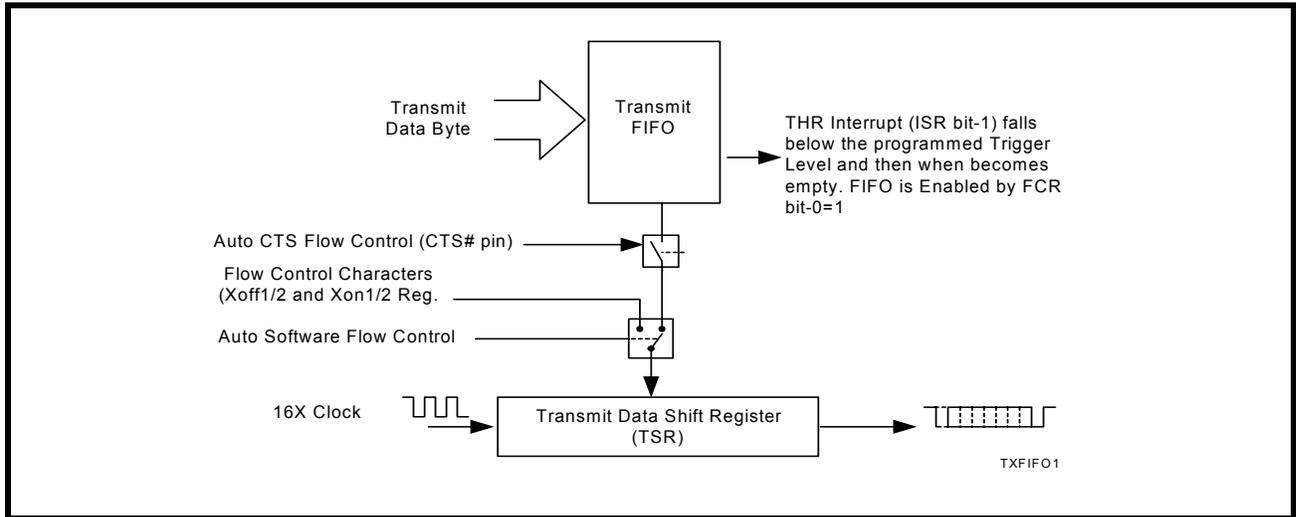 Transmit
Data Byte
Transmit
FIFO
THR Interrupt (ISR bit-1) falls
below the programmed Trigger
Level and then when becomes
empty. FIFO is Enabled by FCR
bit-0=1
Auto CTS Flow Control (CTS# pin)
Flow Control Characters
(Xoff1/2 and Xon1/2 Reg.
Auto Software Flow Control
16X Clock
Transmit Data Shift Register
(TSR)
TXFIFO1